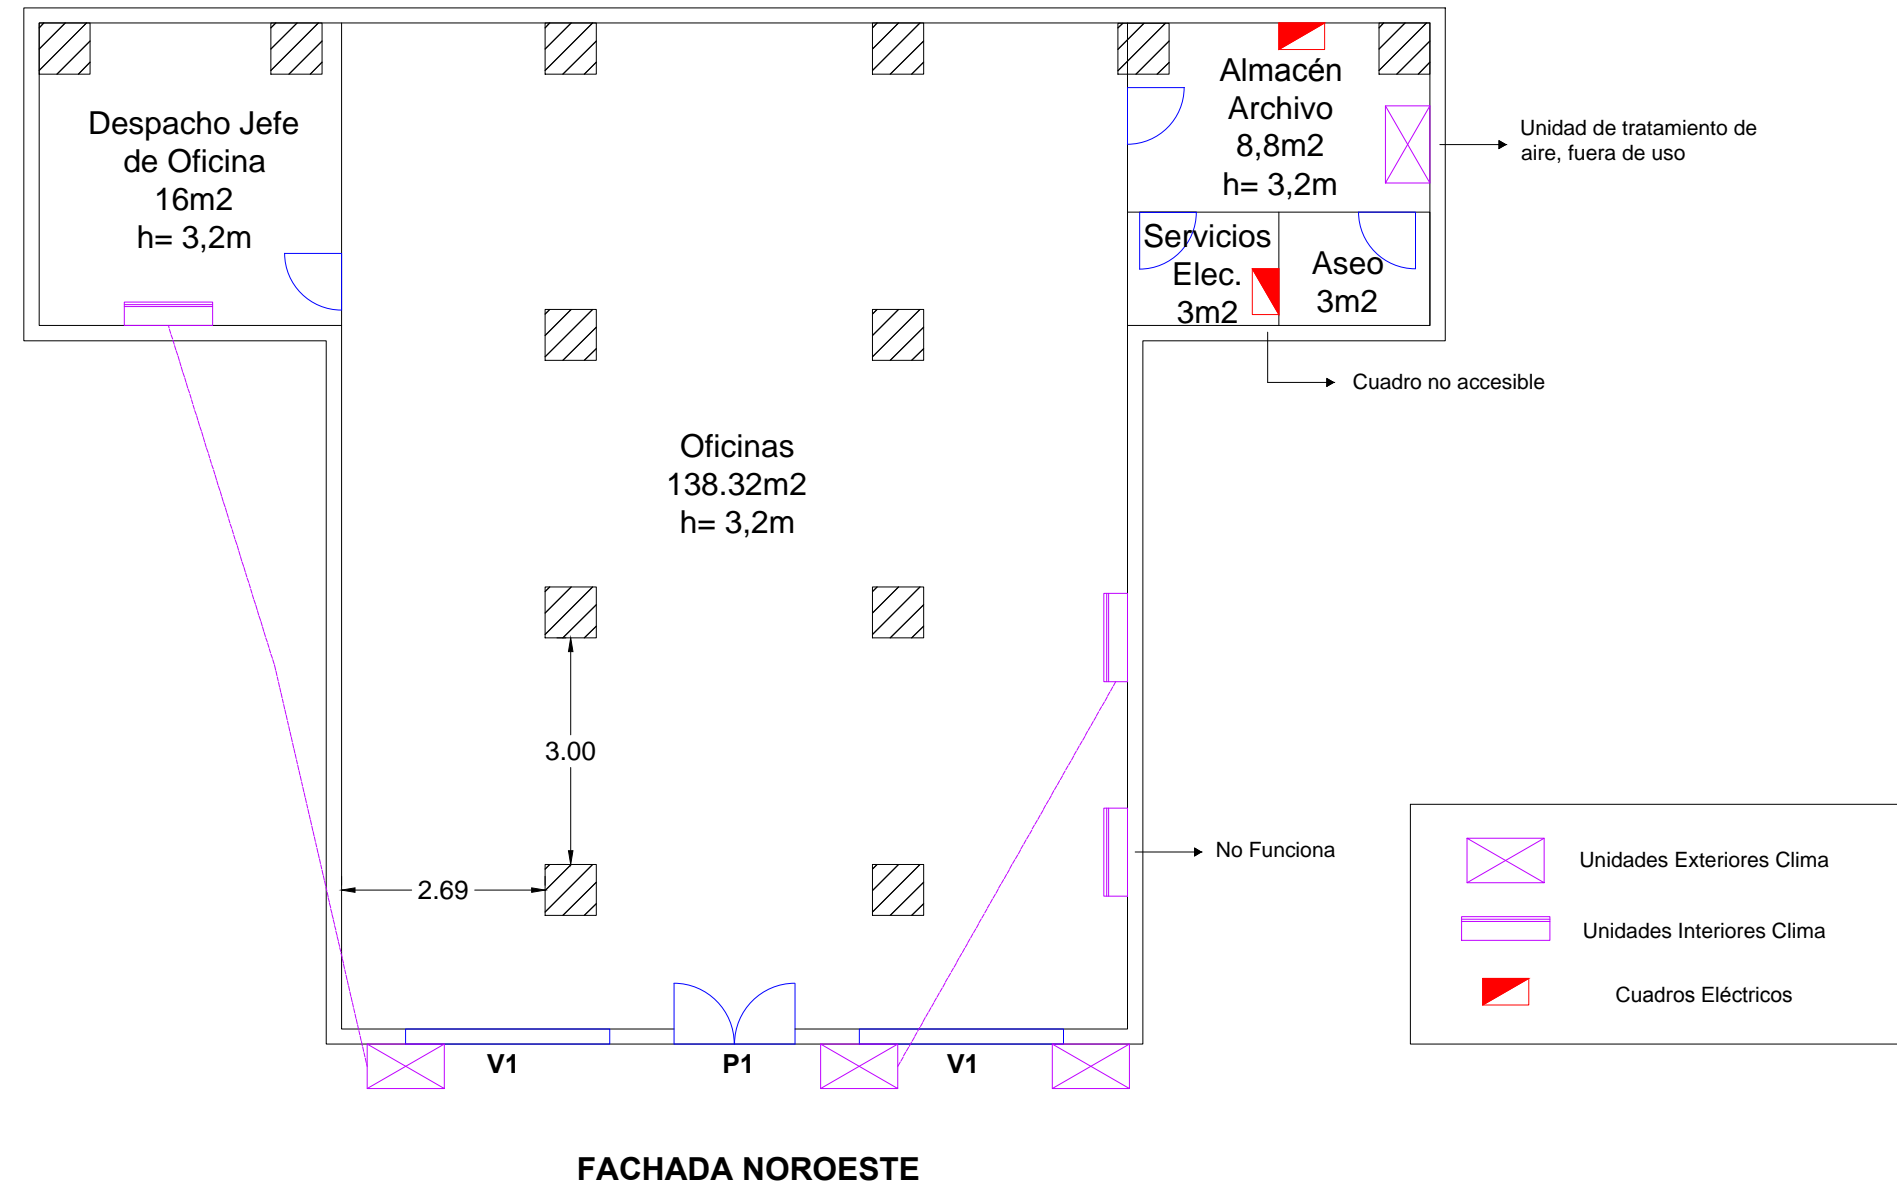 Despacho Jefe
de Oficina
16m2
h= 3,2m
Almacén
Archivo
8,8m2
h= 3,2m
Unidad de tratamiento de
aire, fuera de uso
Servicios
Elec.
3m2
Aseo
3m2
Cuadro no accesible
Oficinas
138.32m2
h= 3,2m
3.00
2.69
No Funciona
Unidades Exteriores Clima
Unidades Interiores Clima
Cuadros Eléctricos
V1
P1
V1
FACHADA NOROESTE